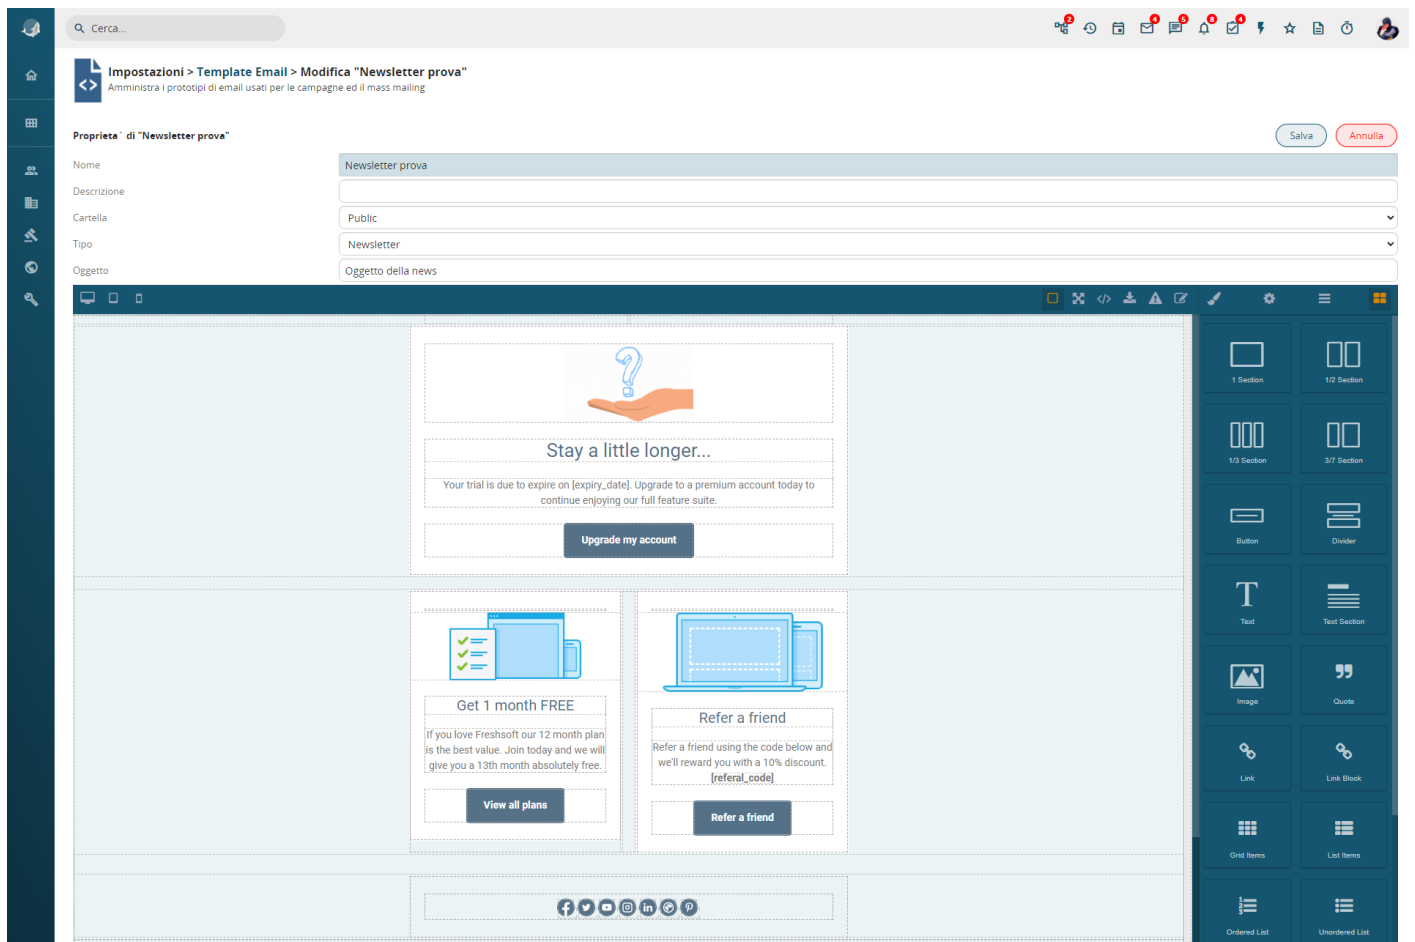 Cerca...
2
4
5
8
4
Impostazioni > Template Email > Modifica "Newsletter prova"
Amministra i prototipi di email usati per le campagne ed il mass mailing
Proprieta` di "Newsletter prova"
Salva
Annulla
Nome
Newsletter prova
Descrizione
Cartella
Public
Tipo
Newsletter
Oggetto
Oggetto della news
Stay a little longer...
Your trial is due to expire on [expiry_date]. Upgrade to a premium account today to
continue enjoying our full feature suite.
Upgrade my account
Get 1 month FREE
If you love Freshsoft our 12 month plan
is the best value. Join today and we will
give you a 13th month absolutely free.
View all plans
Refer a friend
Refer a friend using the code below and
we'll reward you with a 10% discount.
[referal_code]
Refer a friend
1 Section
1/2 Section
1/3 Section
3/7 Section
Button
Divider
Text
Text Section
Image
Quote
Link
Link Block
Grid Items
List Items
Ordered List
Unordered List